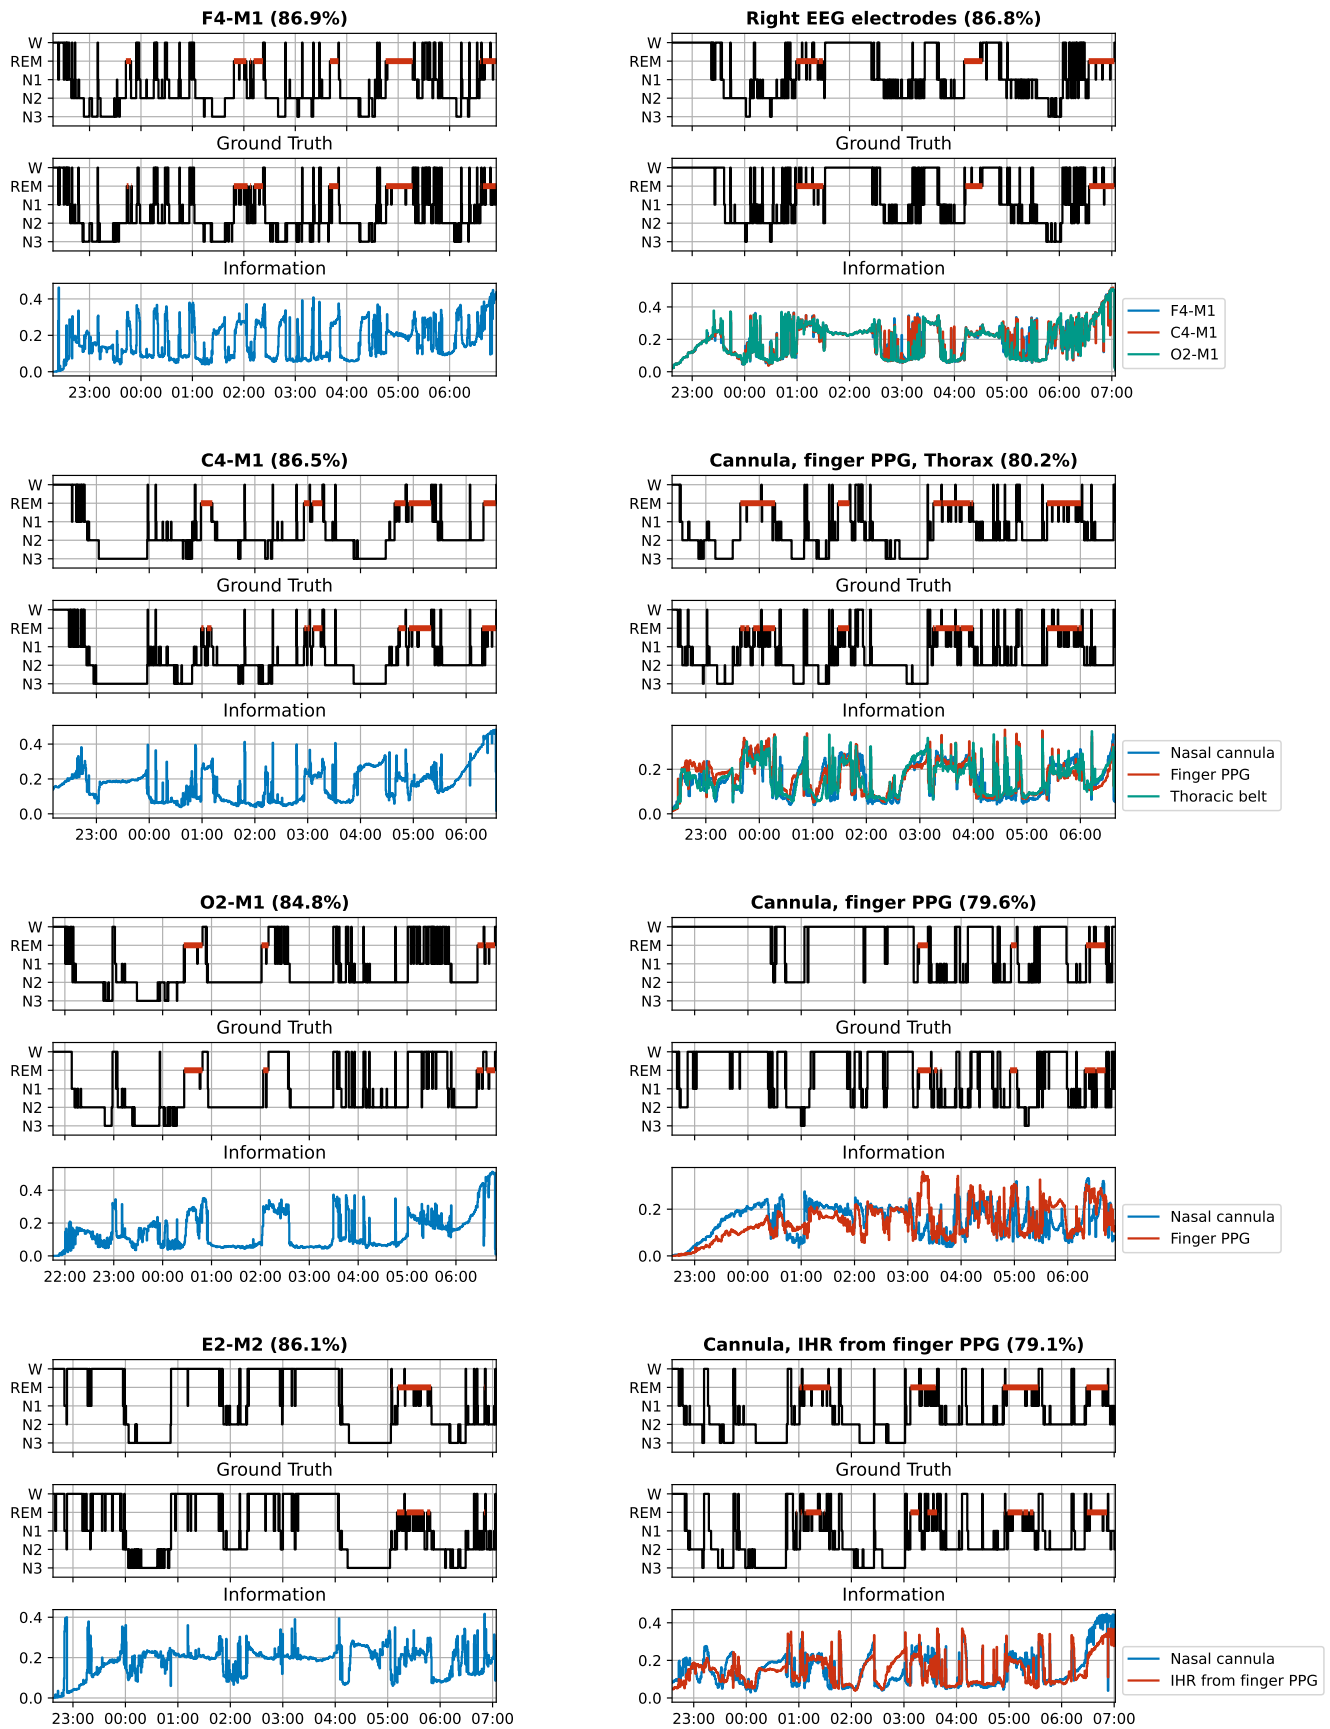 F4-M1 (86.9%)
W
REM
N1
N2
N3
Ground Truth
W
REM
N1
N2
N3
Information
0.4
0.2
0.0
23:00 00:00 01:00 02:00 03:00 04:00 05:00 06:00
Right EEG electrodes (86.8%)
W
REM
N1
N2
N3
Ground Truth
W
REM
N1
N2
N3
Information
0.4
0.2
0.0
23:00 00:00 01:00 02:00 03:00 04:00 05:00 06:00 07:00
F4-M1
C4-M1
O2-M1
C4-M1 (86.5%)
W
REM
N1
N2
N3
Ground Truth
W
REM
N1
N2
N3
Information
0.4
0.2
0.0
23:00 00:00 01:00 02:00 03:00 04:00 05:00 06:00
Cannula, finger PPG, Thorax (80.2%)
W
REM
N1
N2
N3
Ground Truth
W
REM
N1
N2
N3
Information
0.2
0.0
23:00 00:00 01:00 02:00 03:00 04:00 05:00 06:00
Nasal cannula
Finger PPG
Thoracic belt
O2-M1 (84.8%)
W
REM
N1
N2
N3
Ground Truth
W
REM
N1
N2
N3
Information
0.4
0.2
0.0
22:00 23:00 00:00 01:00 02:00 03:00 04:00 05:00 06:00
Cannula, finger PPG (79.6%)
W
REM
N1
N2
N3
Ground Truth
W
REM
N1
N2
N3
Information
0.2
0.0
23:00 00:00 01:00 02:00 03:00 04:00 05:00 06:00
Nasal cannula
Finger PPG
E2-M2 (86.1%)
W
REM
N1
N2
N3
Ground Truth
W
REM
N1
N2
N3
Information
0.4
0.2
0.0
23:00 00:00 01:00 02:00 03:00 04:00 05:00 06:00 07:00
Cannula, IHR from finger PPG (79.1%)
W
REM
N1
N2
N3
Ground Truth
W
REM
N1
N2
N3
Information
0.4
0.2
0.0
23:00 00:00 01:00 02:00 03:00 04:00 05:00 06:00 07:00
Nasal cannula
IHR from finger PPG